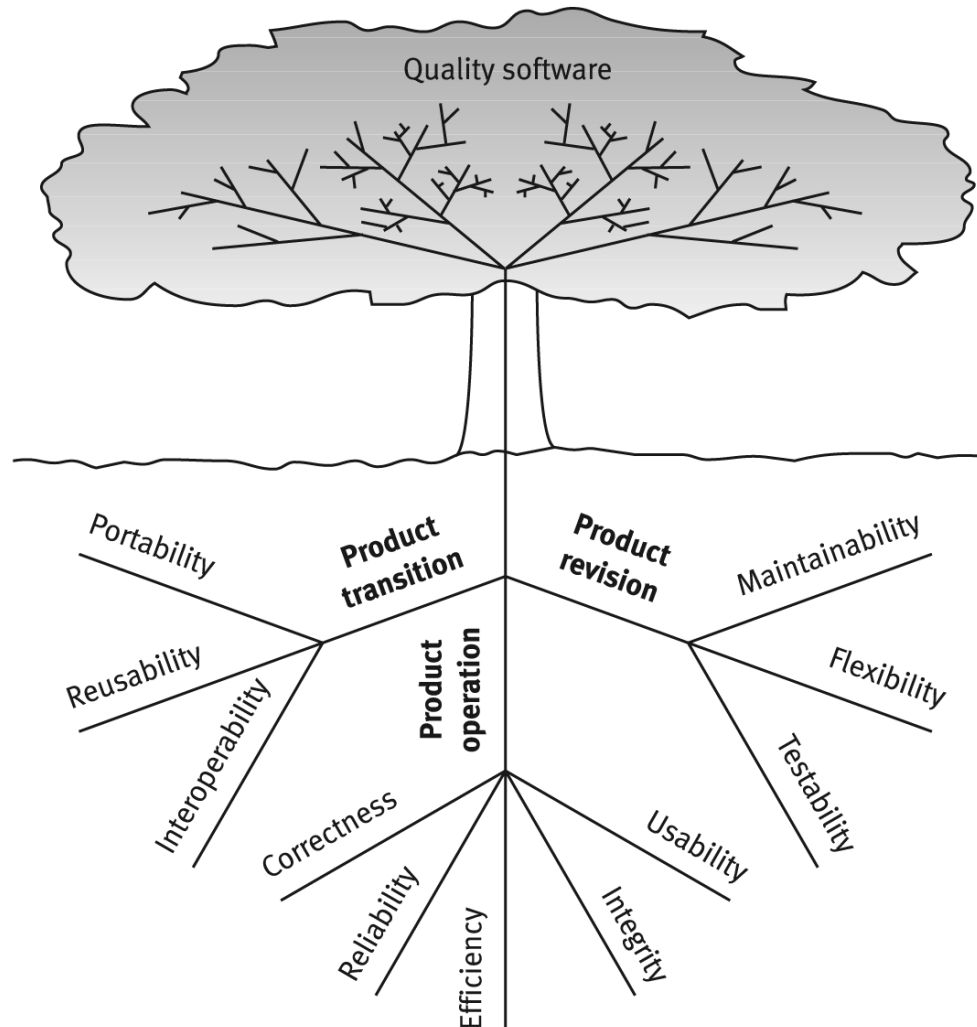 Quality software
Product
transition
Product
revision
Product
operation
Portability
Reusability
Interoperability
Maintainability
Flexibility
Testability
Correctness
Reliability
Efficiency
Integrity
Usability